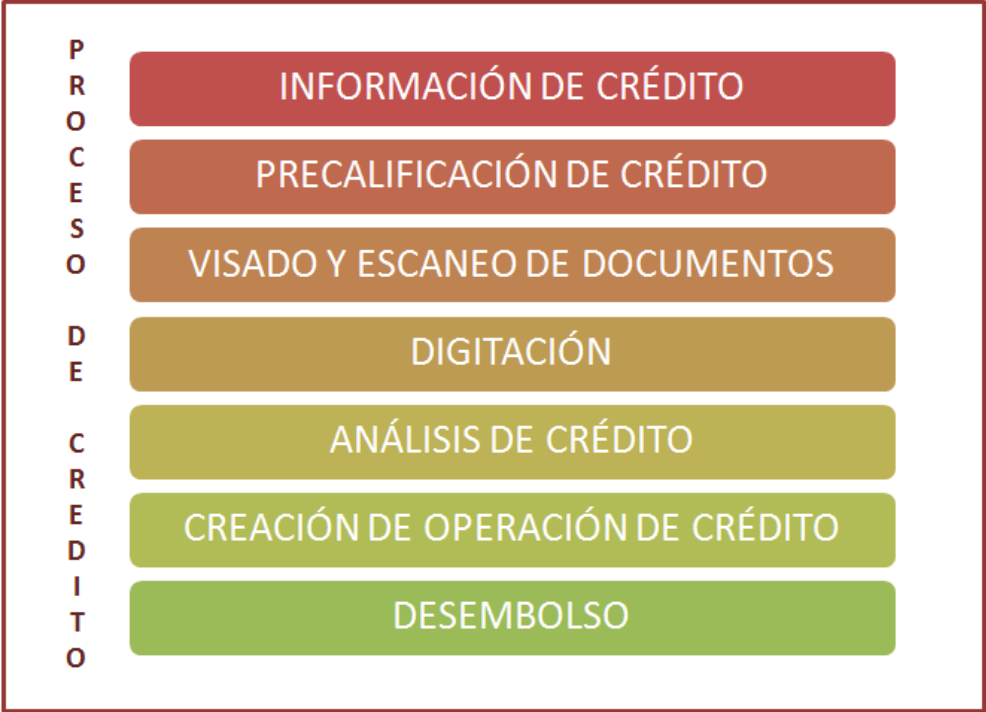 PROCESO DE CREDITO
INFORMACIÓN DE CRÉDITO
PRECALIFICACIÓN DE CRÉDITO
VISADO Y ESCANEO DE DOCUMENTOS
DIGITACIÓN
ANÁLISIS DE CRÉDITO
CREACIÓN DE OPERACIÓN DE CRÉDITO
DESEMBOLSO